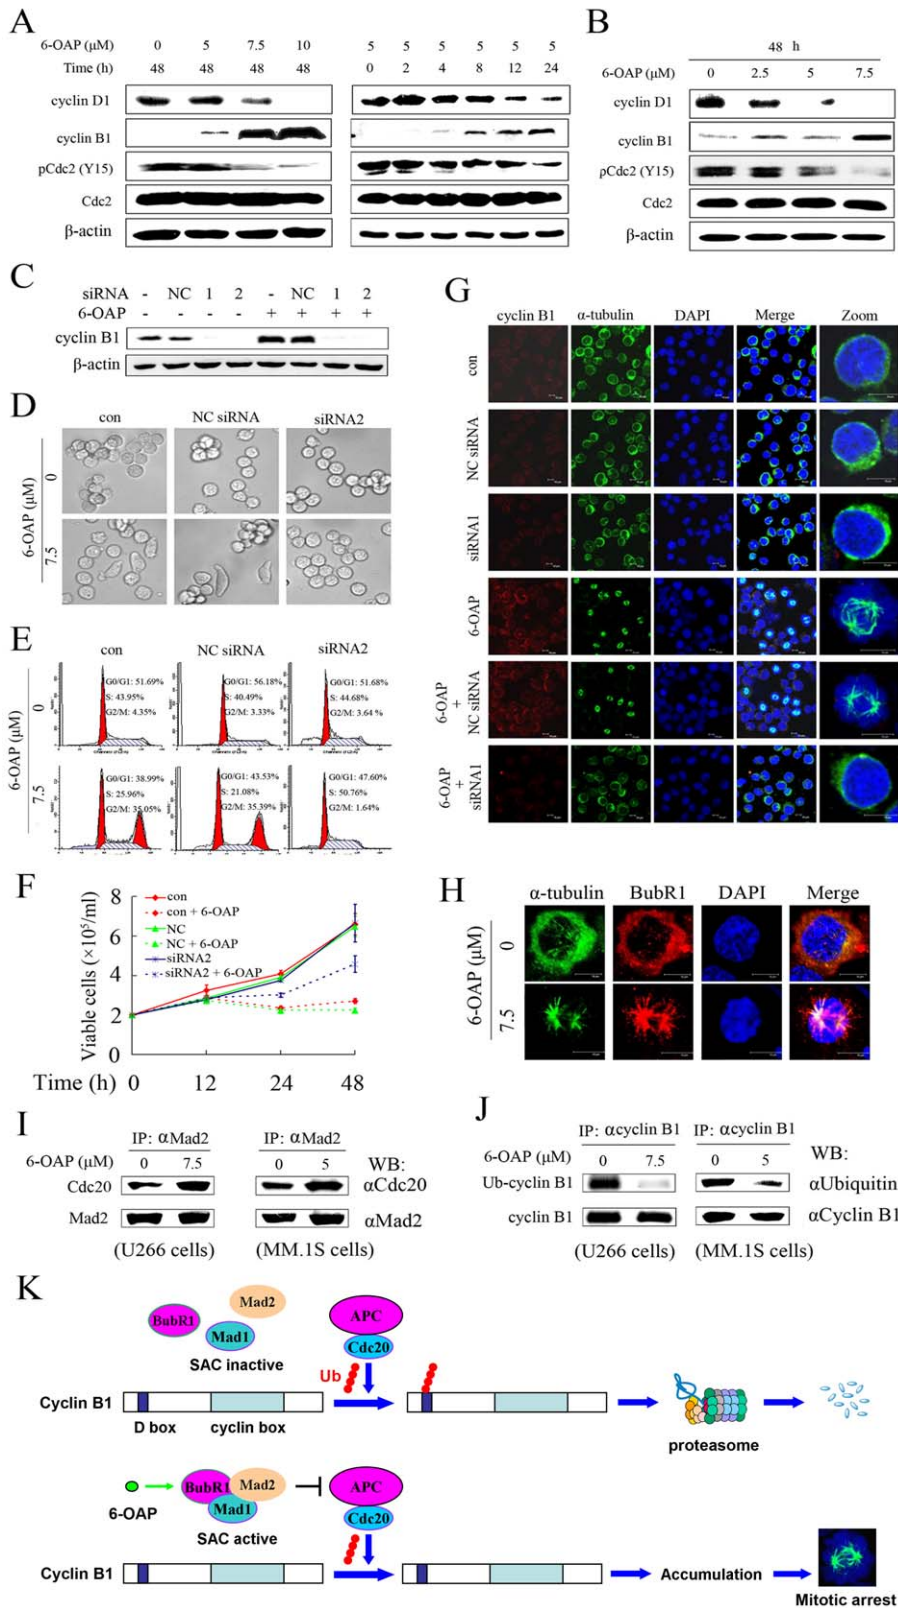 A
6-OAP (μM) 0 5 7.5 10 5 5 5 5 5 5
Time (h) 48 48 48 48 0 2 4 8 12 24
cyclin D1
cyclin B1
pCdc2 (Y15)
Cdc2
β-actin
B
48 h
6-OAP (μM) 0 2.5 5 7.5
cyclin D1
cyclin B1
pCdc2 (Y15)
Cdc2
β-actin
C
siRNA - NC 1 2 - NC 1 2
6-OAP - - - - + + + +
cyclin B1
β-actin
D
con NC siRNA siRNA2
6-OAP (μM)
0
7.5
E
con NC siRNA siRNA2
6-OAP (μM)
0
G0/G1: 51.69%
S: 43.95%
G2/M: 4.35%
G0/G1: 56.18%
S: 40.49%
G2/M: 3.33%
G0/G1: 51.68%
S: 44.68%
G2/M: 3.64 %
7.5
G0/G1: 38.99%
S: 25.96%
G2/M: 35.05%
G0/G1: 43.53%
S: 21.08%
G2/M: 35.39%
G0/G1: 47.60%
S: 50.76%
G2/M: 1.64%
F
Viable cells (×10⁵/ml)
8
6
4
2
0
con
con + 6-OAP
NC
NC + 6-OAP
siRNA2
siRNA2 + 6-OAP
Time (h) 0 12 24 48
G
cyclin B1 α-tubulin DAPI Merge Zoom
con
NC siRNA
siRNA1
6-OAP
6-OAP + NC siRNA
6-OAP + siRNA1
H
α-tubulin BubR1 DAPI Merge
6-OAP (μM)
0
7.5
I
IP: αMad2 IP: αMad2
6-OAP (μM) 0 7.5 0 5 WB:
Cdc20 αCdc20
Mad2 αMad2
(U266 cells) (MM.1S cells)
J
IP: αcyclin B1 IP: αcyclin B1
6-OAP (μM) 0 7.5 0 5 WB:
Ub-cyclin B1 αUbiquitin
cyclin B1 αCyclin B1
(U266 cells) (MM.1S cells)
K
BubR1
Mad2
Mad1
SAC inactive
APC
Cdc20
Ub
Cyclin B1
D box cyclin box
proteasome
6-OAP
BubR1
Mad2
Mad1
SAC active
APC
Cdc20
Cyclin B1
Accumulation
Mitotic arrest